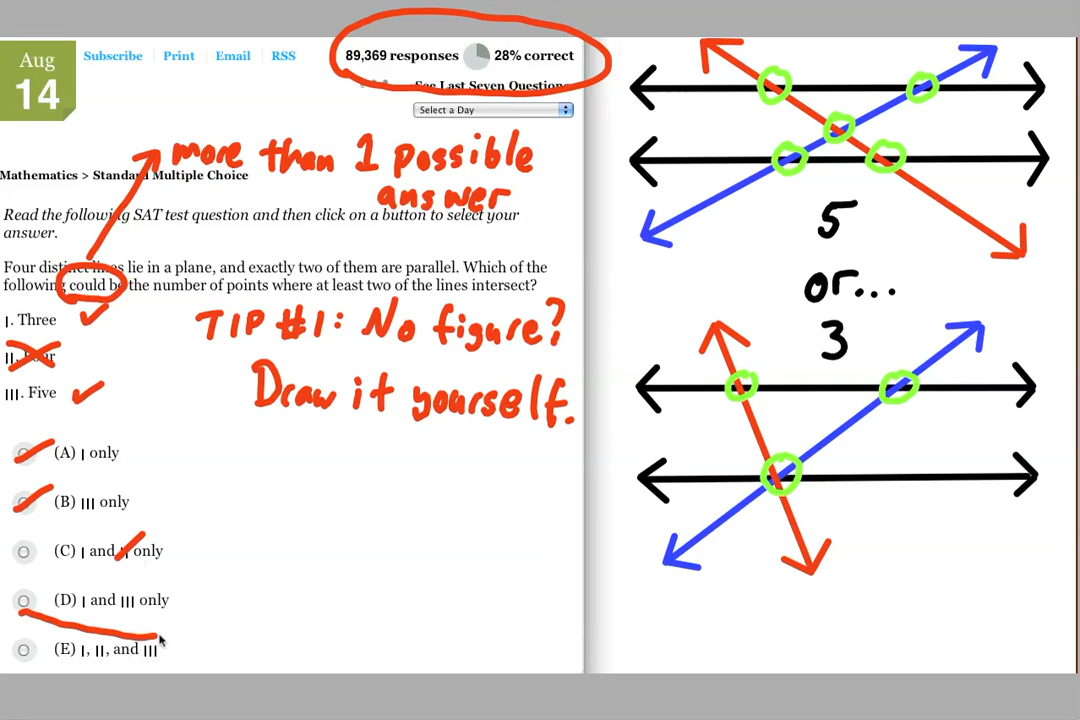 Aug
14
Subscribe Print Email RSS
89,369 responses 28% correct
See Last Seven Questions
Select a Day
more than 1 possible
answer
Mathematics > Standard Multiple Choice
Read the following SAT test question and then click on a button to select your
answer.
Four distinct lines lie in a plane, and exactly two of them are parallel. Which of the
following could be the number of points where at least two of the lines intersect?
I. Three
II. Four
III. Five
TIP #1: No figure?
Draw it yourself.
(A) I only
(B) III only
(C) I and II only
(D) I and III only
(E) I, II, and III
5
or...
3